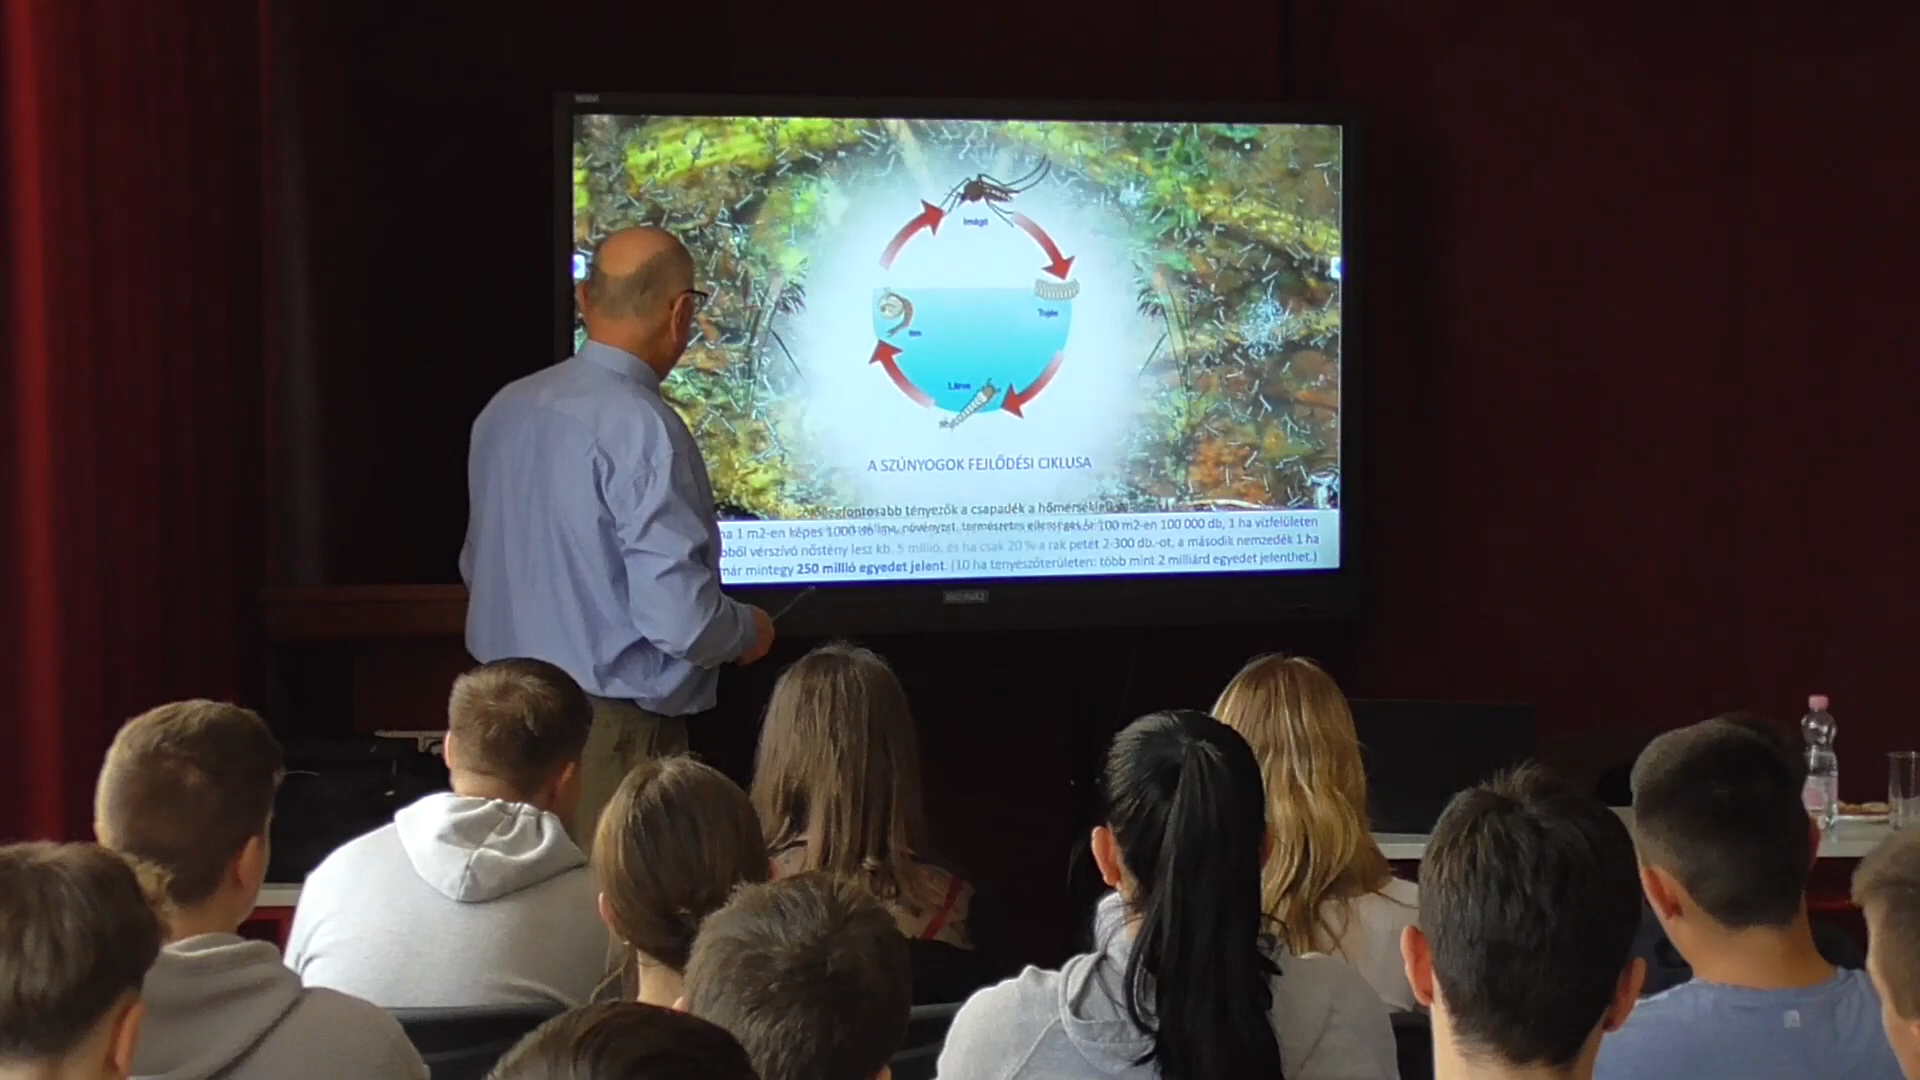 Imágó
Tojás
Báb
Lárva
A SZÚNYOGOK FEJLŐDÉSI CIKLUSA
legfontosabb tényezők a csapadék a hőmérséklet
ha 1 m2-en képes 1000 db növényzet, természetes 100 m2-en 100 000 db, 1 ha vízfelületen
ből vérszívó nőstény lesz kb. 5 millió, és ha csak 20%-a rak petét 2-300 db.-ot, a második nemzedék 1 ha
már mintegy 250 millió egyedet jelent. (10 ha tenyészőterületen: több mint 2 milliárd egyedet jelenthet.)